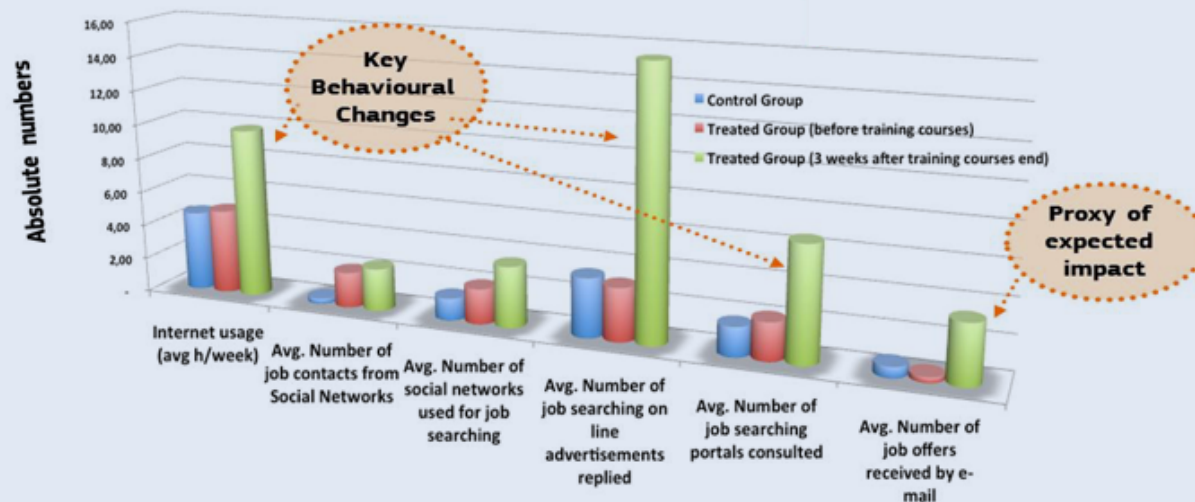 Absolute numbers
16,00
14,00
12,00
10,00
8,00
6,00
4,00
2,00
-
Key
Behavioural
Changes
Control Group
Treated Group (before training courses)
Treated Group (3 weeks after training courses end)
Proxy of
expected
impact
Internet usage
(avg h/week)
Avg. Number of
job contacts from
Social Networks
Avg. Number of
social networks
used for job
searching
Avg. Number of
job searching on
line
advertisements
replied
Avg. Number of
job searching
portals consulted
Avg. Number of
job offers
received by e-
mail